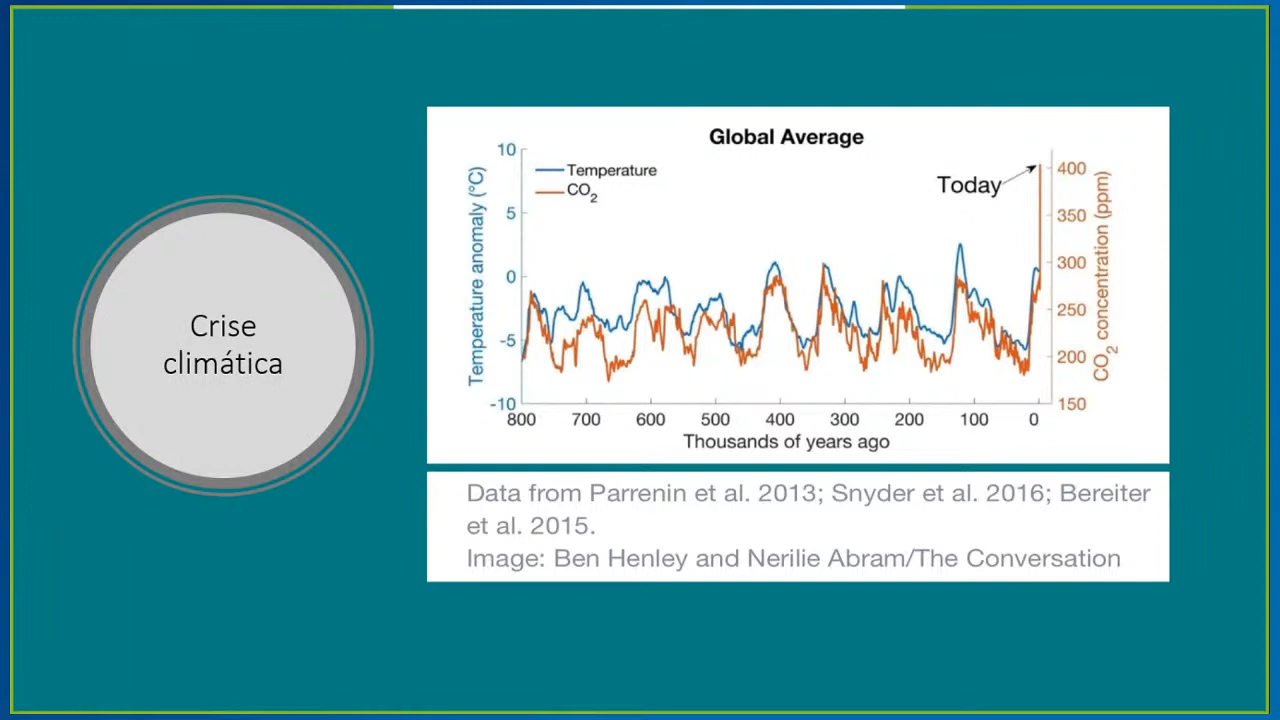 Crise
climática
Global Average
Temperature
CO2
Today
Temperature anomaly (°C)
10
5
0
-5
-10
CO2 concentration (ppm)
400
350
300
250
200
150
800 700 600 500 400 300 200 100 0
Thousands of years ago
Data from Parrenin et al. 2013; Snyder et al. 2016; Bereiter
et al. 2015.
Image: Ben Henley and Nerilie Abram/The Conversation